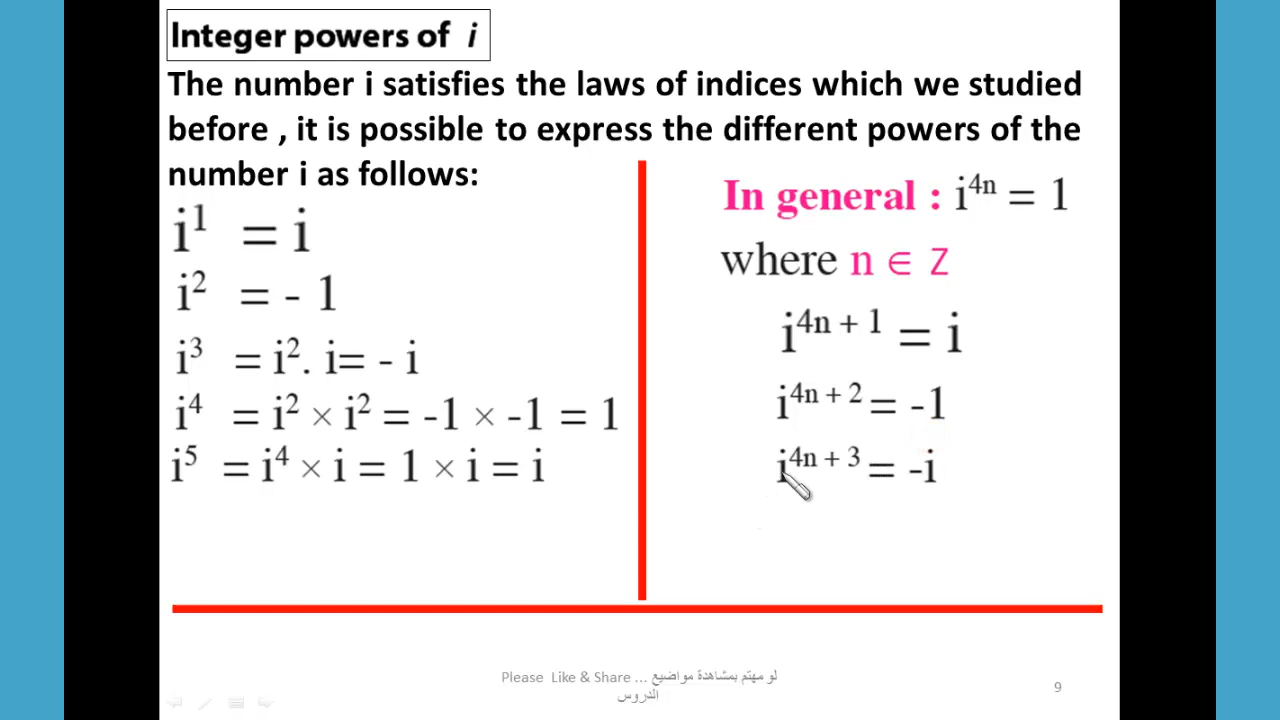 Integer powers of i
The number i satisfies the laws of indices which we studied
before , it is possible to express the different powers of the
number i as follows:
i¹ = i
i² = - 1
i³ = i². i= - i
i⁴ = i² × i² = -1 × -1 = 1
i⁵ = i⁴ × i = 1 × i = i
In general : i⁴ⁿ = 1
where n ∈ Z
i⁴ⁿ ⁺ ¹ = i
i⁴ⁿ ⁺ ² = -1
i⁴ⁿ ⁺ ³ = -i
Please Like & Share ... لو مهتم بمشاهدة مواضيع
الدروس
9